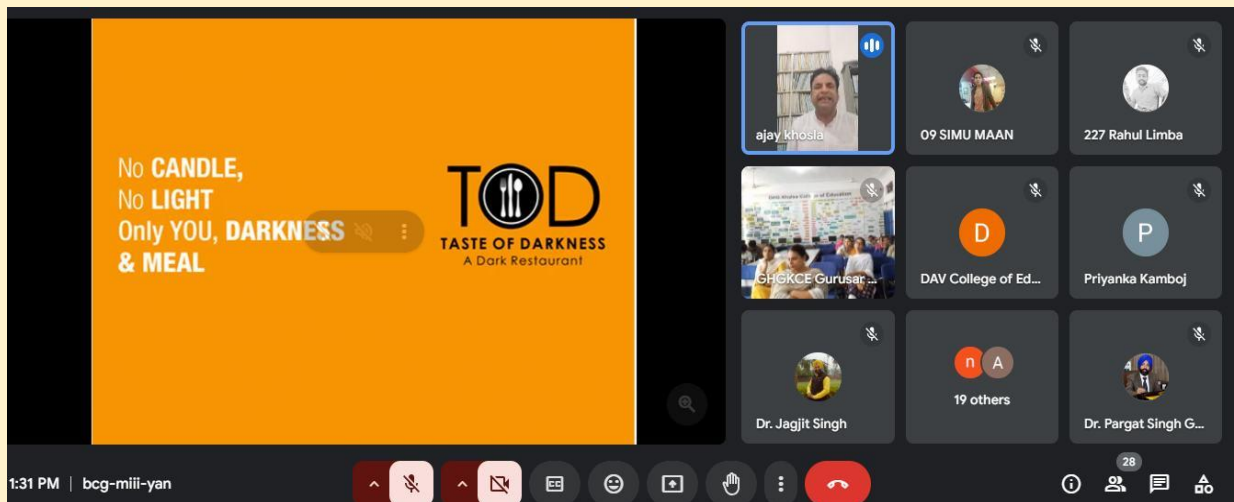 No CANDLE,
No LIGHT
Only YOU, DARKNESS
& MEAL
TOD
TASTE OF DARKNESS
A Dark Restaurant
ajay khosla
09 SIMU MAAN
227 Rahul Limba
GHGKCE Gurusar ...
D
DAV College of Ed...
P
Priyanka Kamboj
Dr. Jagjit Singh
n A
19 others
Dr. Pargat Singh G...
1:31 PM | bcg-miii-yan
CC
28